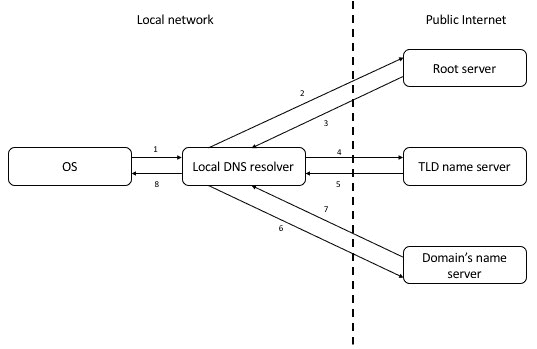 Local network
Public Internet
Root server
2
3
1
4
OS
Local DNS resolver
TLD name server
8
5
7
6
Domain's name
server